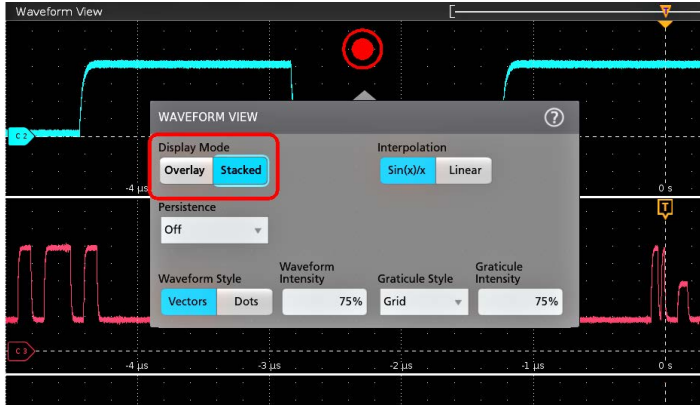 Waveform View
T
C 2
WAVEFORM VIEW
?
Display Mode
Interpolation
Overlay Stacked
Sin(x)/x Linear
-4 µs
0 s
Persistence
T
Off
Waveform Style
Waveform
Intensity
Graticule Style
Graticule
Intensity
Vectors Dots
75%
Grid
75%
C 3
-4 µs
-3 µs
-2 µs
-1 µs
0 s